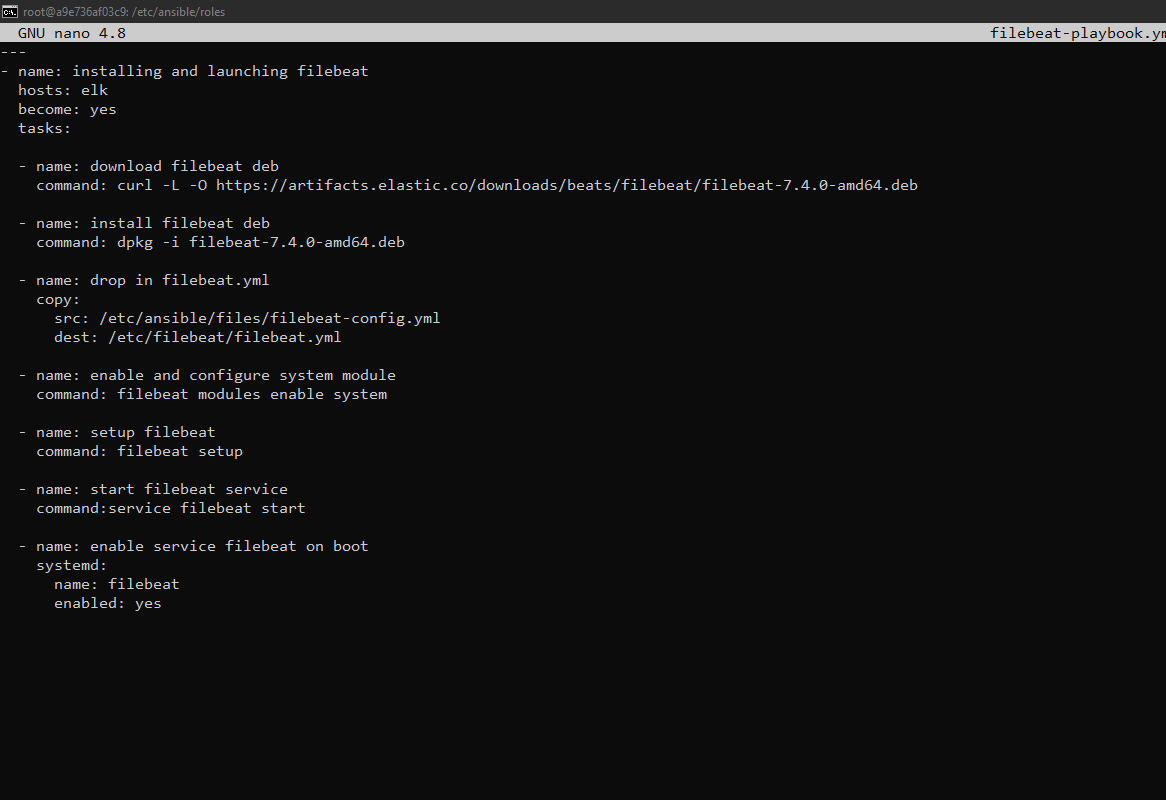 root@a9e736af03c9: /etc/ansible/roles
GNU nano 4.8 filebeat-playbook.ym
---
- name: installing and launching filebeat
  hosts: elk
  become: yes
  tasks:

  - name: download filebeat deb
    command: curl -L -O https://artifacts.elastic.co/downloads/beats/filebeat/filebeat-7.4.0-amd64.deb

  - name: install filebeat deb
    command: dpkg -i filebeat-7.4.0-amd64.deb

  - name: drop in filebeat.yml
    copy:
      src: /etc/ansible/files/filebeat-config.yml
      dest: /etc/filebeat/filebeat.yml

  - name: enable and configure system module
    command: filebeat modules enable system

  - name: setup filebeat
    command: filebeat setup

  - name: start filebeat service
    command:service filebeat start

  - name: enable service filebeat on boot
    systemd:
      name: filebeat
      enabled: yes